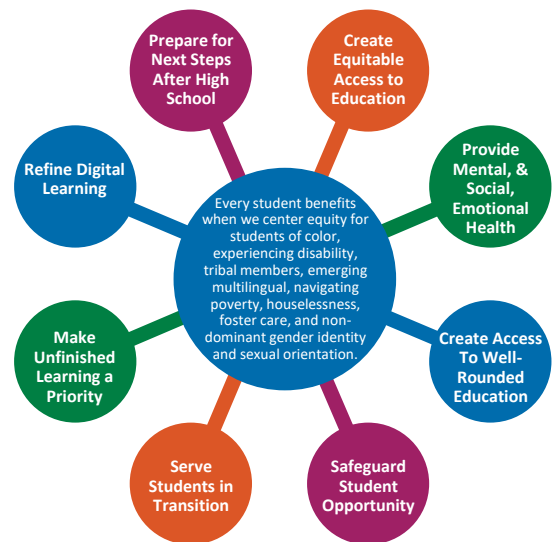 Prepare for
Next Steps
After High
School
Create
Equitable
Access to
Education
Refine Digital
Learning
Provide
Mental, &
Social,
Emotional
Health
Every student benefits
when we center equity for
students of color,
experiencing disability,
tribal members, emerging
multilingual, navigating
poverty, houselessness,
foster care, and non-
dominant gender identity
and sexual orientation.
Make
Unfinished
Learning a
Priority
Create Access
To Well-
Rounded
Education
Serve
Students in
Transition
Safeguard
Student
Opportunity